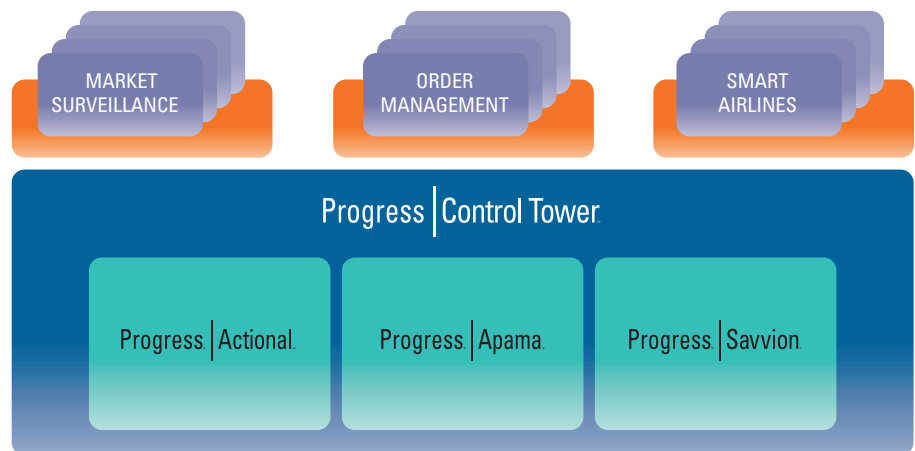 MARKET
SURVEILLANCE
ORDER
MANAGEMENT
SMART
AIRLINES
Progress | Control Tower
Progress | Actional
Progress | Apama
Progress | Savvion